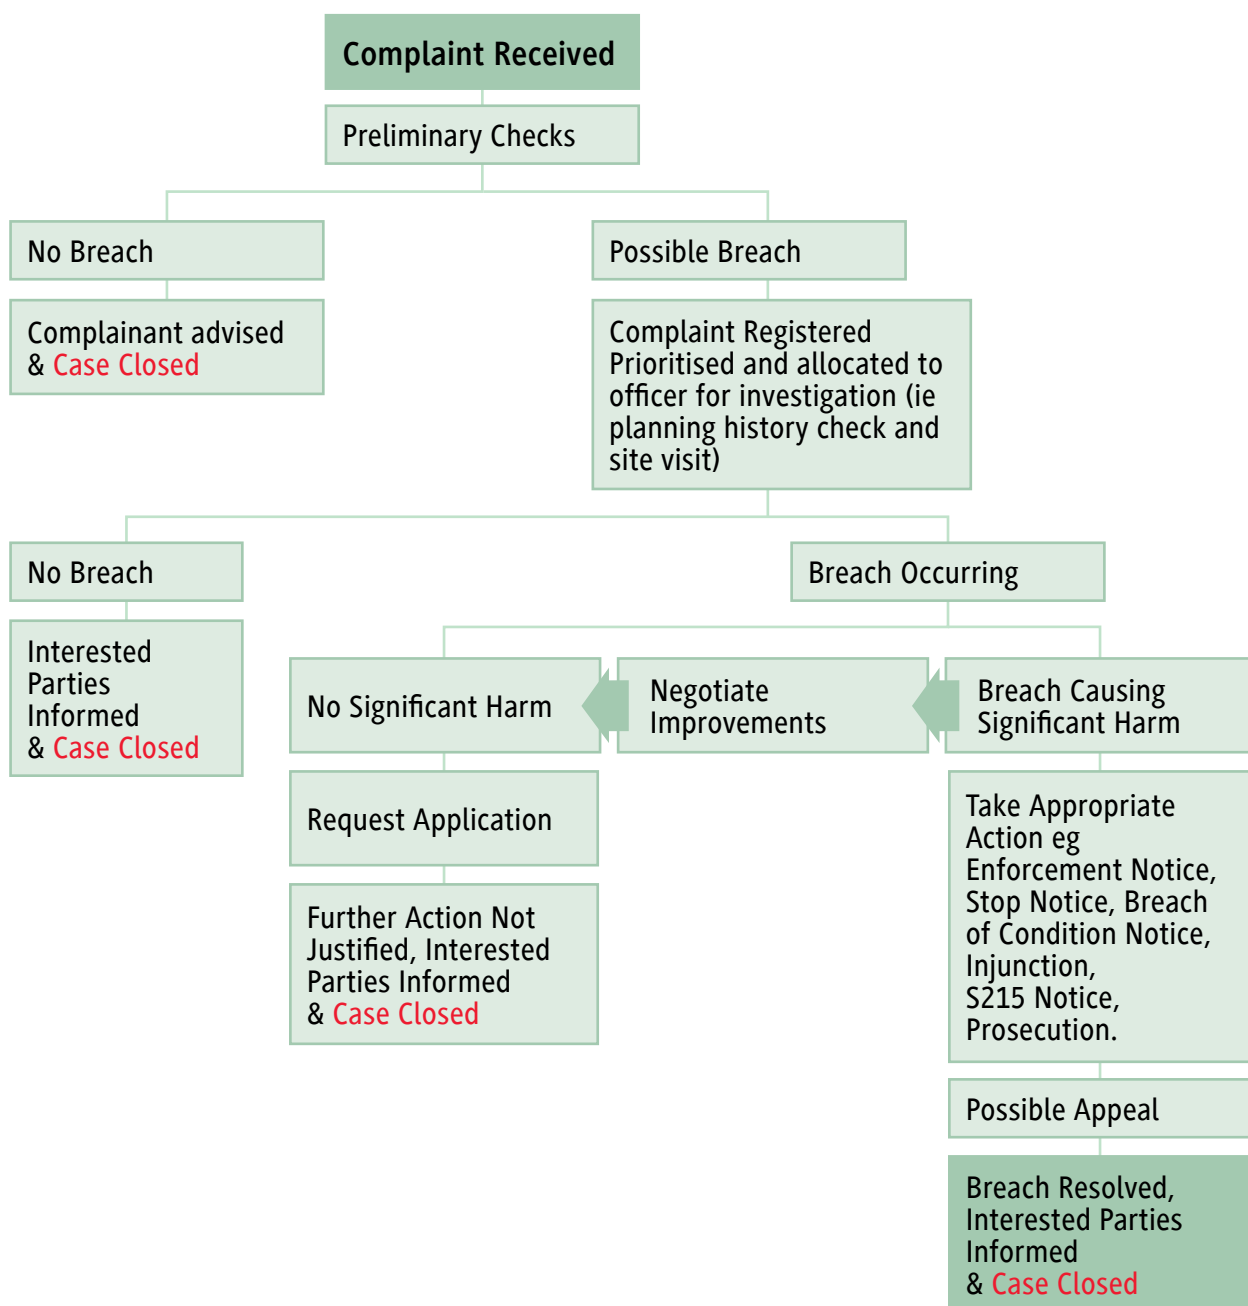 Complaint Received
Preliminary Checks
No Breach
Possible Breach
Complainant advised
& Case Closed
Complaint Registered
Prioritised and allocated to
officer for investigation (ie
planning history check and
site visit)
No Breach
Breach Occurring
Interested
Parties
Informed
& Case Closed
No Significant Harm
Negotiate
Improvements
Breach Causing
Significant Harm
Request Application
Further Action Not
Justified, Interested
Parties Informed
& Case Closed
Take Appropriate
Action eg
Enforcement Notice,
Stop Notice, Breach
of Condition Notice,
Injunction,
S215 Notice,
Prosecution.
Possible Appeal
Breach Resolved,
Interested Parties
Informed
& Case Closed